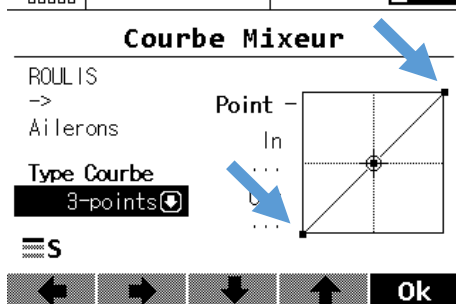 Courbe Mixeur
ROULIS
->
Ailerons
Point -
In
...
...
Type Courbe
3-points
S
Ok